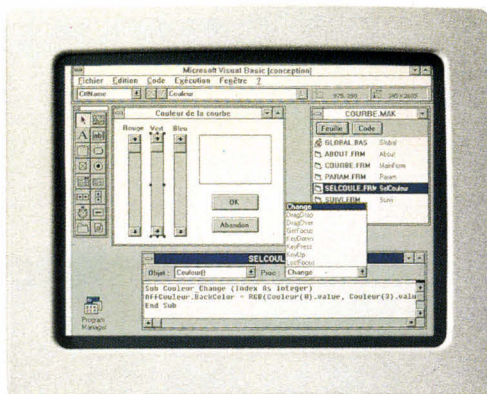 Microsoft Visual Basic [conception]
Fichier Edition Code Exécution Fenêtre ?
CtlName Couleur
Couleur de la courbe
Rouge Vert Bleu
OK
Abandon
COURBE.MAK
Feuille Code
GLOBAL.BAS Global
ABOUT.FRM About
COURBE.FRM MainForm
PARAM.FRM Param
SELCOULE.FRM SelCouleur
SUIVI.FRM Suivi
Change
DragDrop
DragOver
GotFocus
KeyDown
KeyPress
KeyUp
LostFocus
SELCOUL
Objet : Couleur() Proc : Change
Sub Couleur_Change (Index As Integer)
AffCouleur.BackColor = RGB(Couleur(0).value, Couleur(3).valu
End Sub
Program
Manager